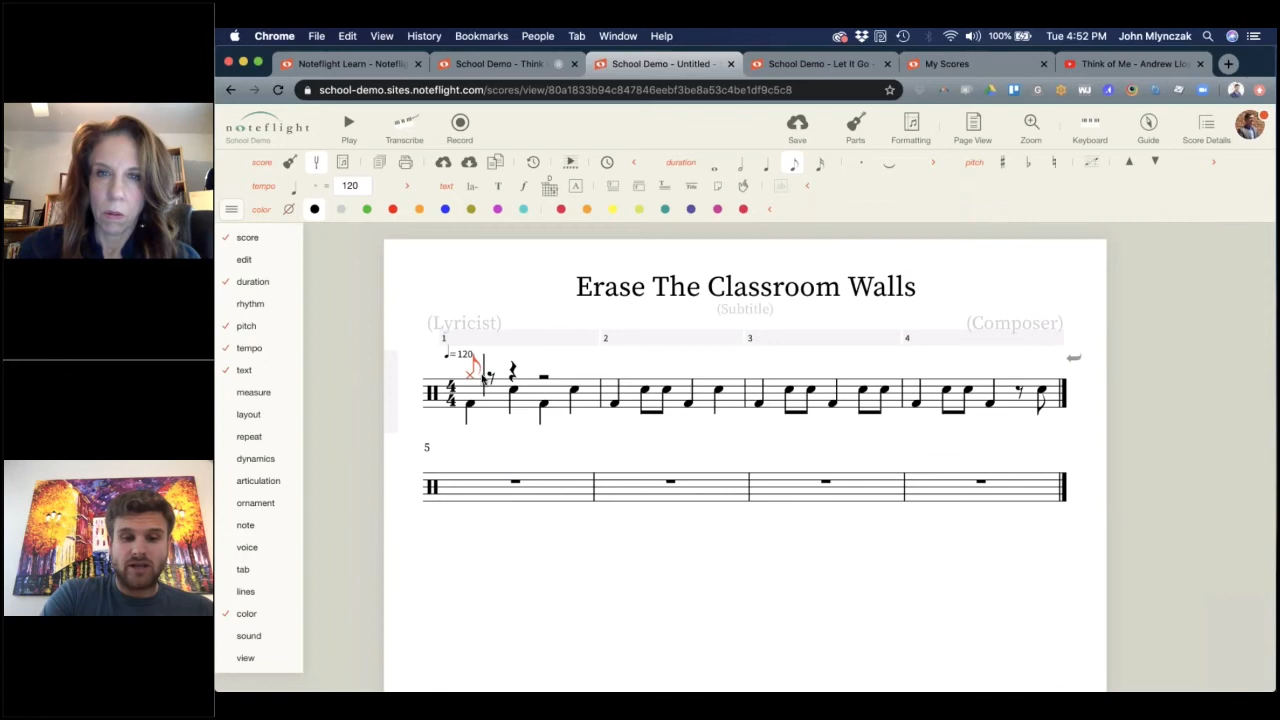 Chrome File Edit View History Bookmarks People Tab Window Help 100% Tue 4:52 PM John Mlynczak
Noteflight Learn - Noteflig School Demo - Think School Demo - Untitled - School Demo - Let It Go - My Scores Think of Me - Andrew Llo
school-demo.sites.noteflight.com/scores/view/80a1833b94c847846eebf3be8a53c4be1df9c5c8
noteflight
School Demo
Play Transcribe Record Save Parts Formatting Page View Zoom Keyboard Guide Score Details
score duration pitch
tempo = 120 text la- T f D A Title
color
score
edit
duration
rhythm
pitch
tempo
text
measure
layout
repeat
dynamics
articulation
ornament
note
voice
tab
lines
color
sound
view
Erase The Classroom Walls
(Subtitle)
(Lyricist) (Composer)
1 2 3 4
=120
4
4
5